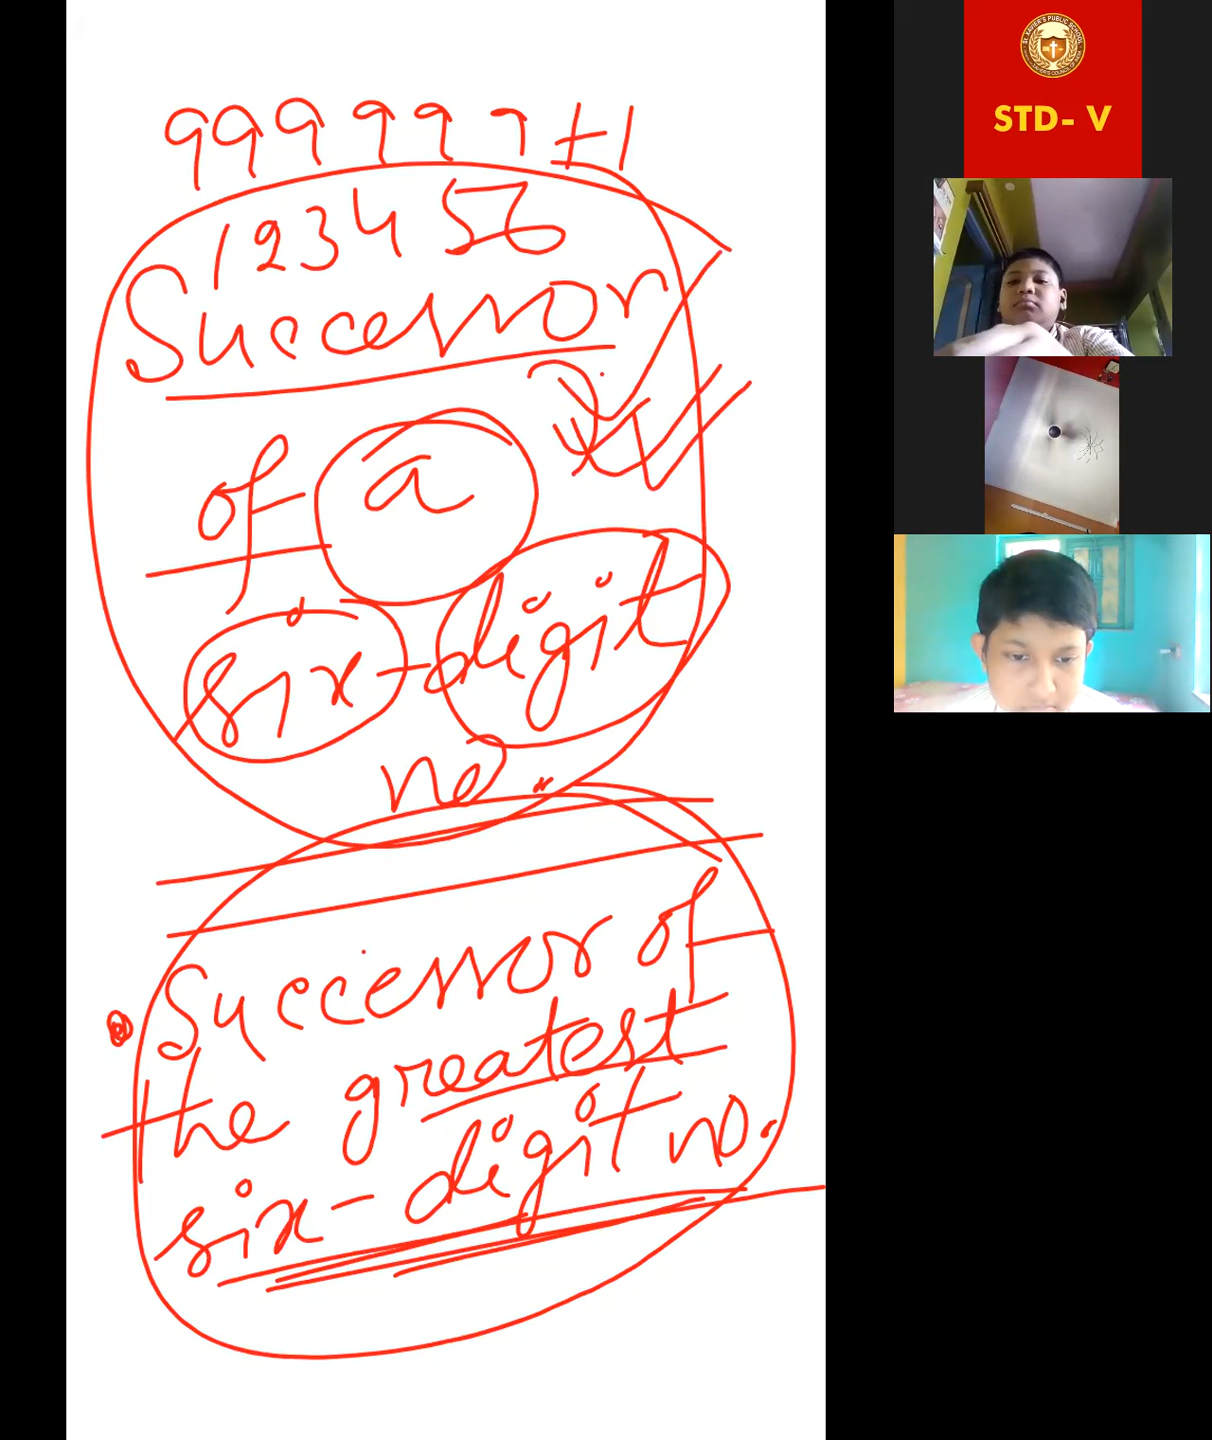 999999+1
123456
Successor
of a
six-digit
no.
Successor of
the greatest
six-digit no.
STD- V